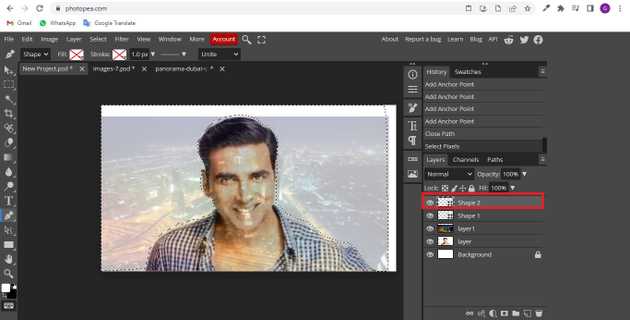 photopea.com
G
Gmail WhatsApp Google Translate
File Edit Image Layer Select Filter View Window More Account
About Report a bug Learn Blog API
Shape Fill: Stroke: 1.0 px Unite
New Project.psd * images-7.psd * panorama-dubai-
History Swatches
Add Anchor Point
Add Anchor Point
Add Anchor Point
Add Anchor Point
Close Path
Select Pixels
Layers Channels Paths
Normal Opacity: 100%
Lock: Fill: 100%
Shape 2
Shape 1
layer1
layer
Background